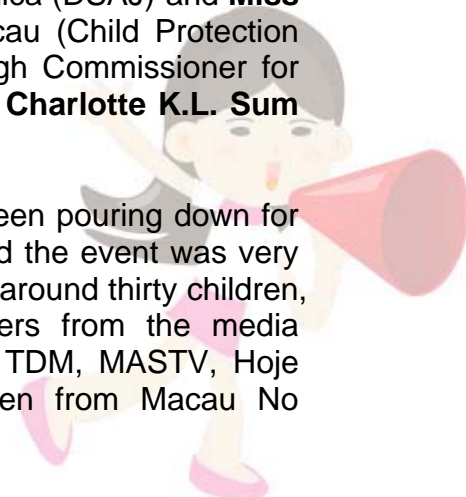 nica (DSAJ) and Miss
cau (Child Protection
gh Commissioner for
Charlotte K.L. Sum
een pouring down for
d the event was very
around thirty children,
ers from the media
TDM, MASTV, Hoje
en from Macau No